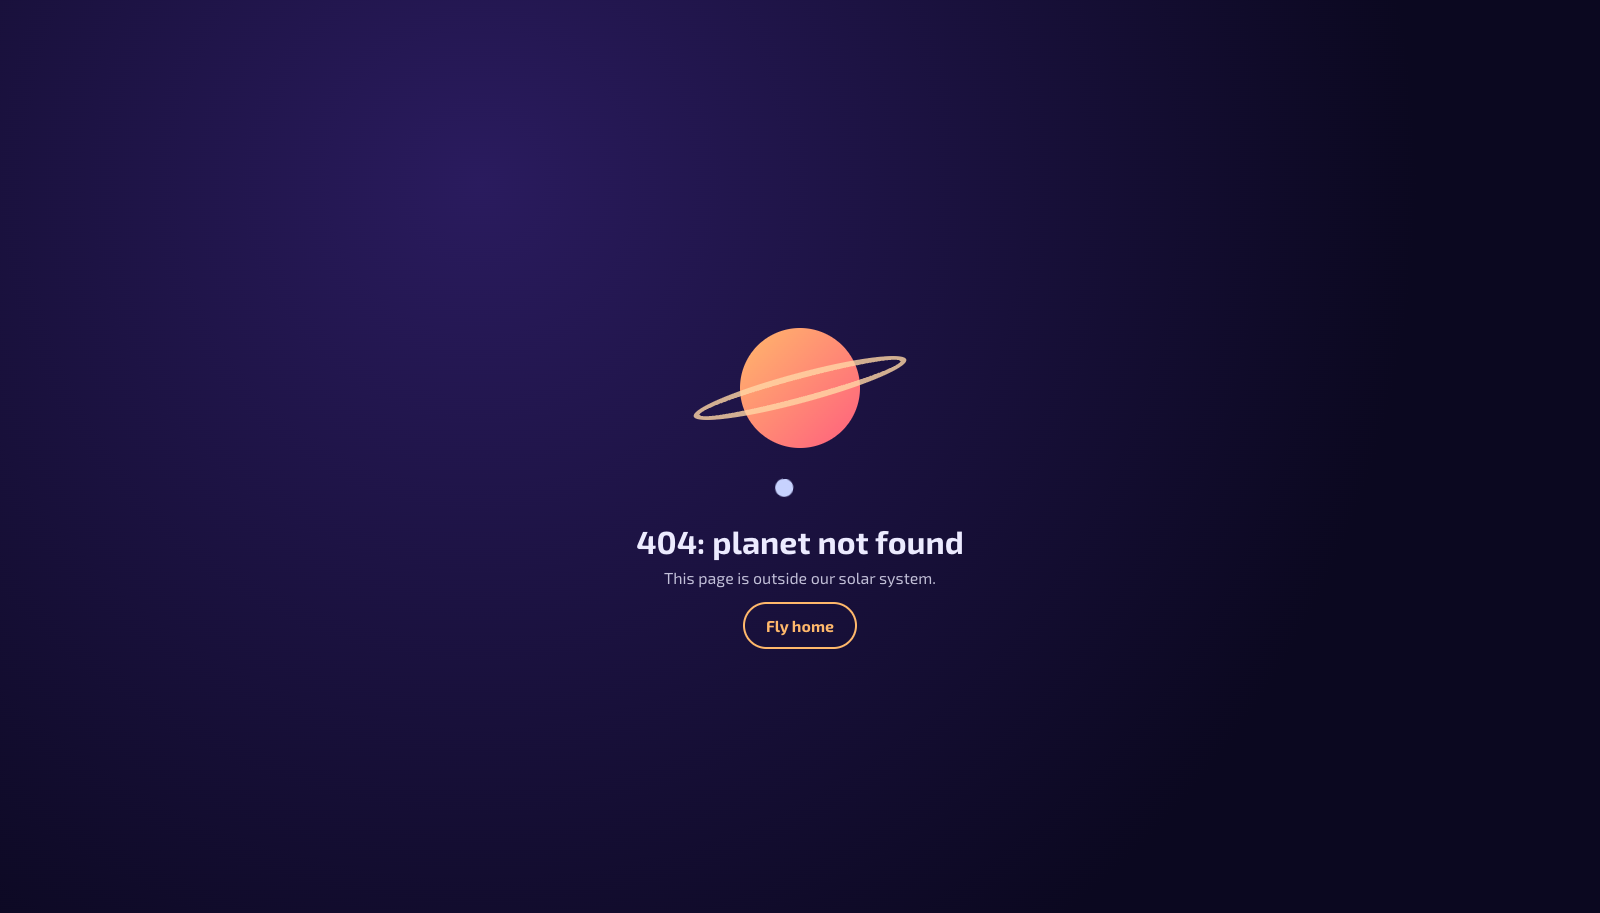 404: planet not found
This page is outside our solar system.
Fly home